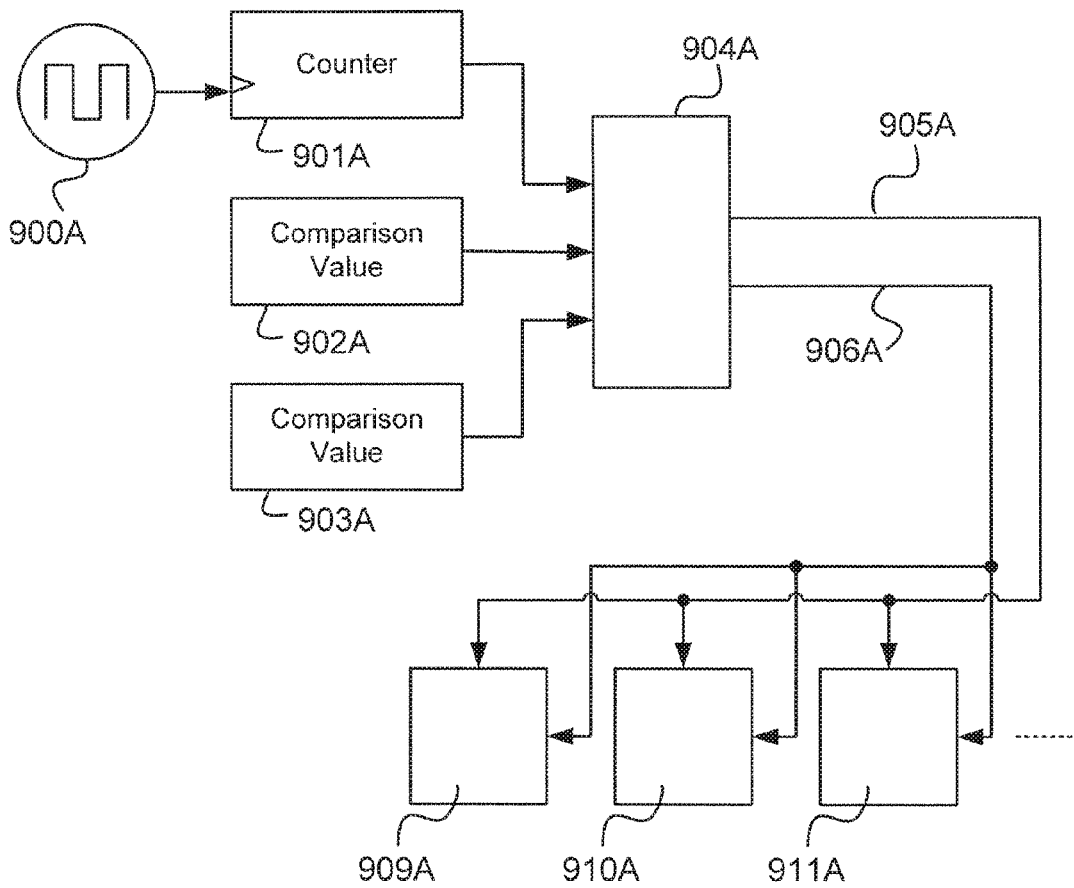 Counter
904A
901A
905A
900A
Comparison
Value
902A
906A
Comparison
Value
903A
909A
910A
911A